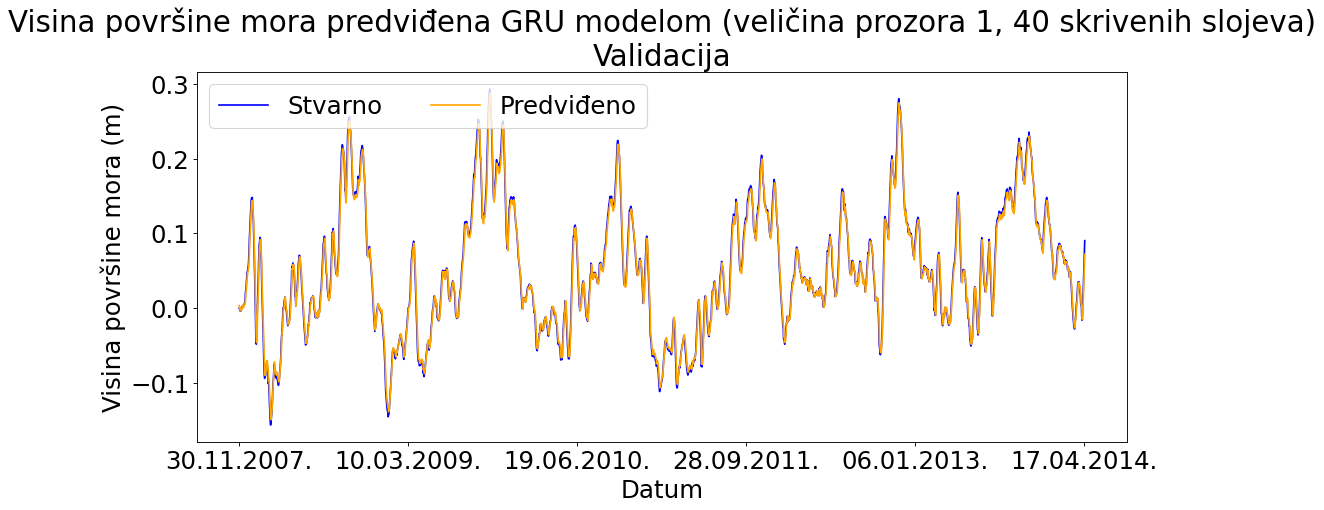 Visina površine mora predviđena GRU modelom (veličina prozora 1, 40 skrivenih slojeva)
Validacija
Stvarno
Predviđeno
Visina površine mora (m)
0.3
0.2
0.1
0.0
−0.1
30.11.2007. 10.03.2009. 19.06.2010. 28.09.2011. 06.01.2013. 17.04.2014.
Datum